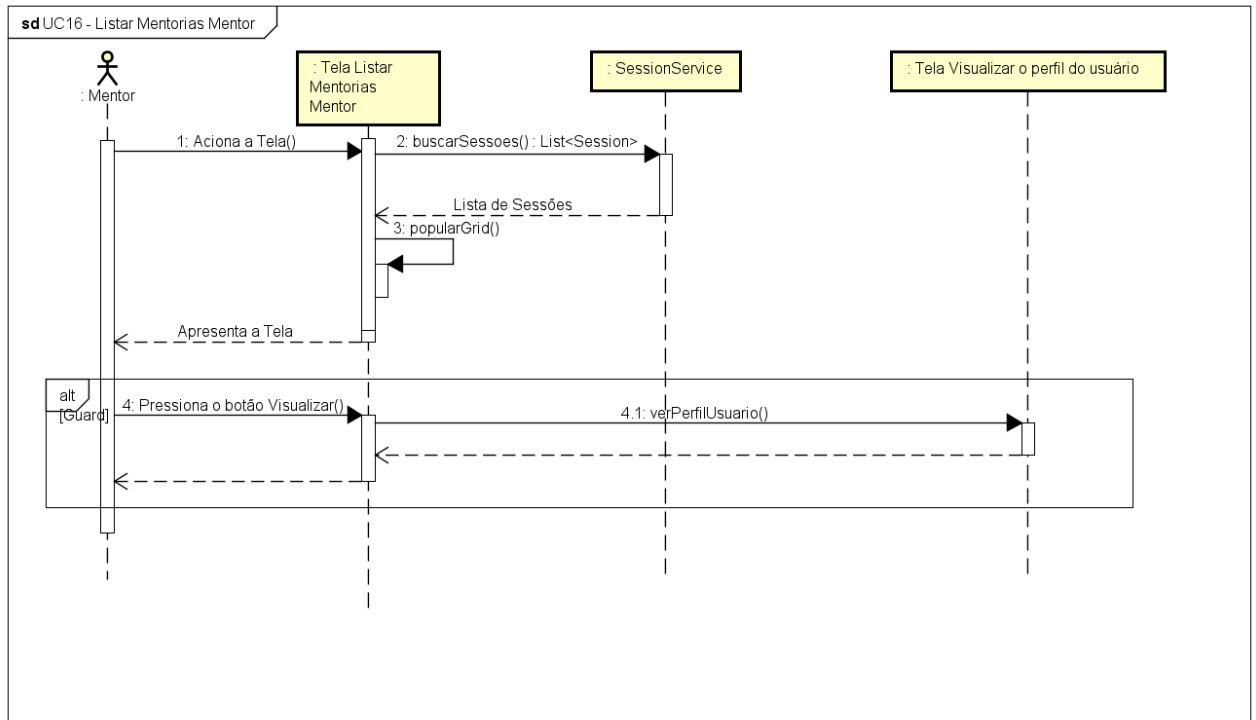 sd UC16 - Listar Mentorias Mentor
: Mentor
: Tela Listar
Mentorias
Mentor
: SessionService
: Tela Visualizar o perfil do usuário
1: Aciona a Tela()
2: buscarSessoes() : List<Session>
Lista de Sessões
3: popularGrid()
Apresenta a Tela
alt
[Guard]
4: Pressiona o botão Visualizar()
4.1: verPerfilUsuario()